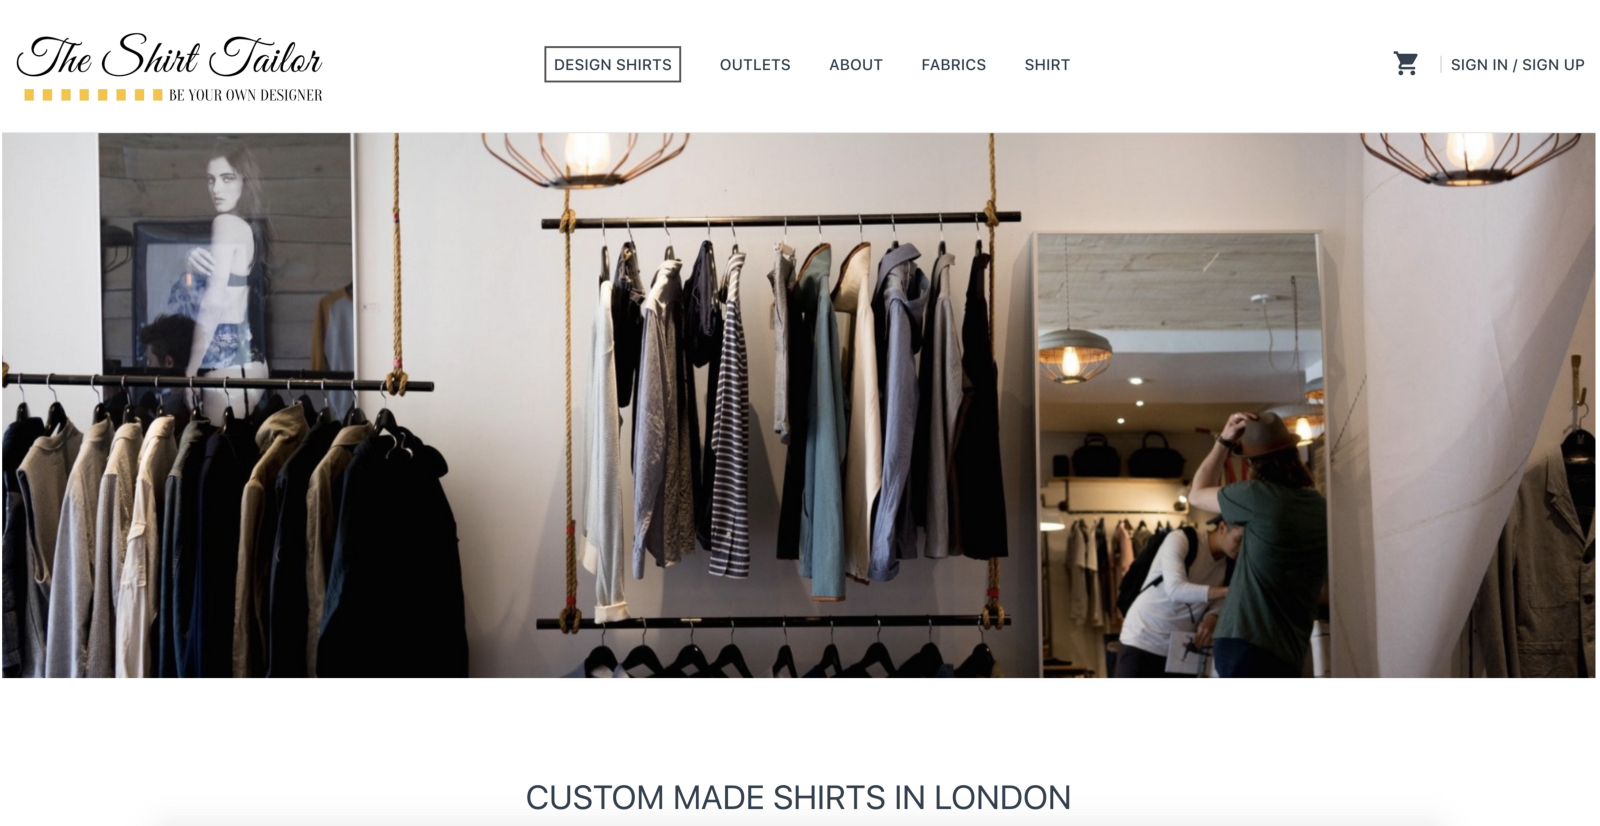 The Shirt Tailor
BE YOUR OWN DESIGNER
DESIGN SHIRTS
OUTLETS
ABOUT
FABRICS
SHIRT
SIGN IN / SIGN UP
CUSTOM MADE SHIRTS IN LONDON